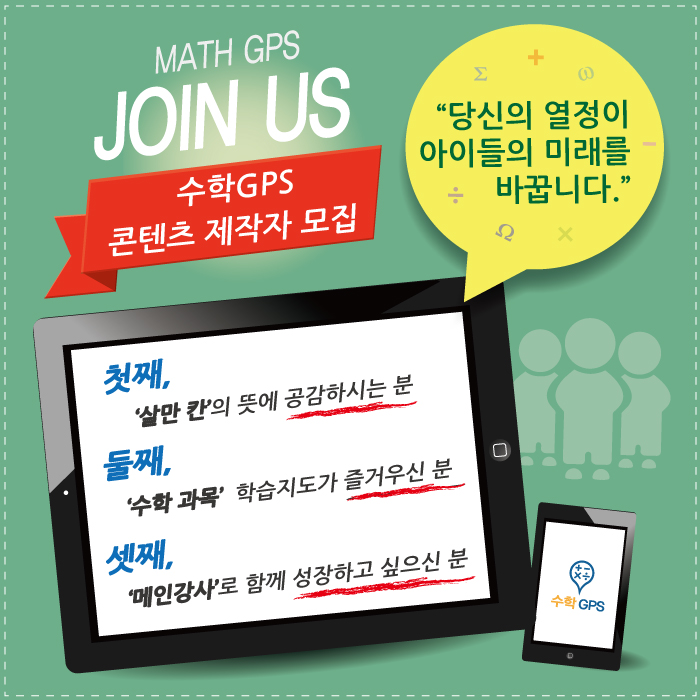 MATH GPS
JOIN US
수학GPS
콘텐츠 제작자 모집
“당신의 열정이
아이들의 미래를
바꿉니다.”
Σ + ω
−
÷
Ω ×
첫째,
‘살만 칸’의 뜻에 공감하시는 분
둘째,
‘수학 과목’ 학습지도가 즐거우신 분
셋째,
‘메인강사’로 함께 성장하고 싶으신 분
+ −
× ÷
수학 GPS